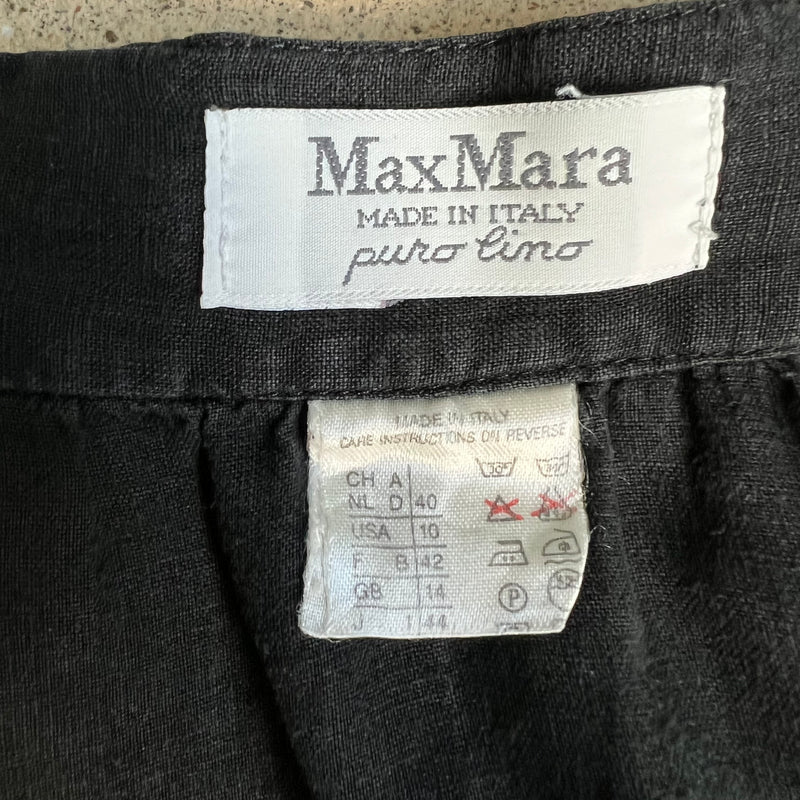 MaxMara
MADE IN ITALY
puro lino
MADE IN ITALY
CARE INSTRUCTIONS ON REVERSE
CH A
NL D 40
USA 10
F B 42
GB 14
J I 44
P